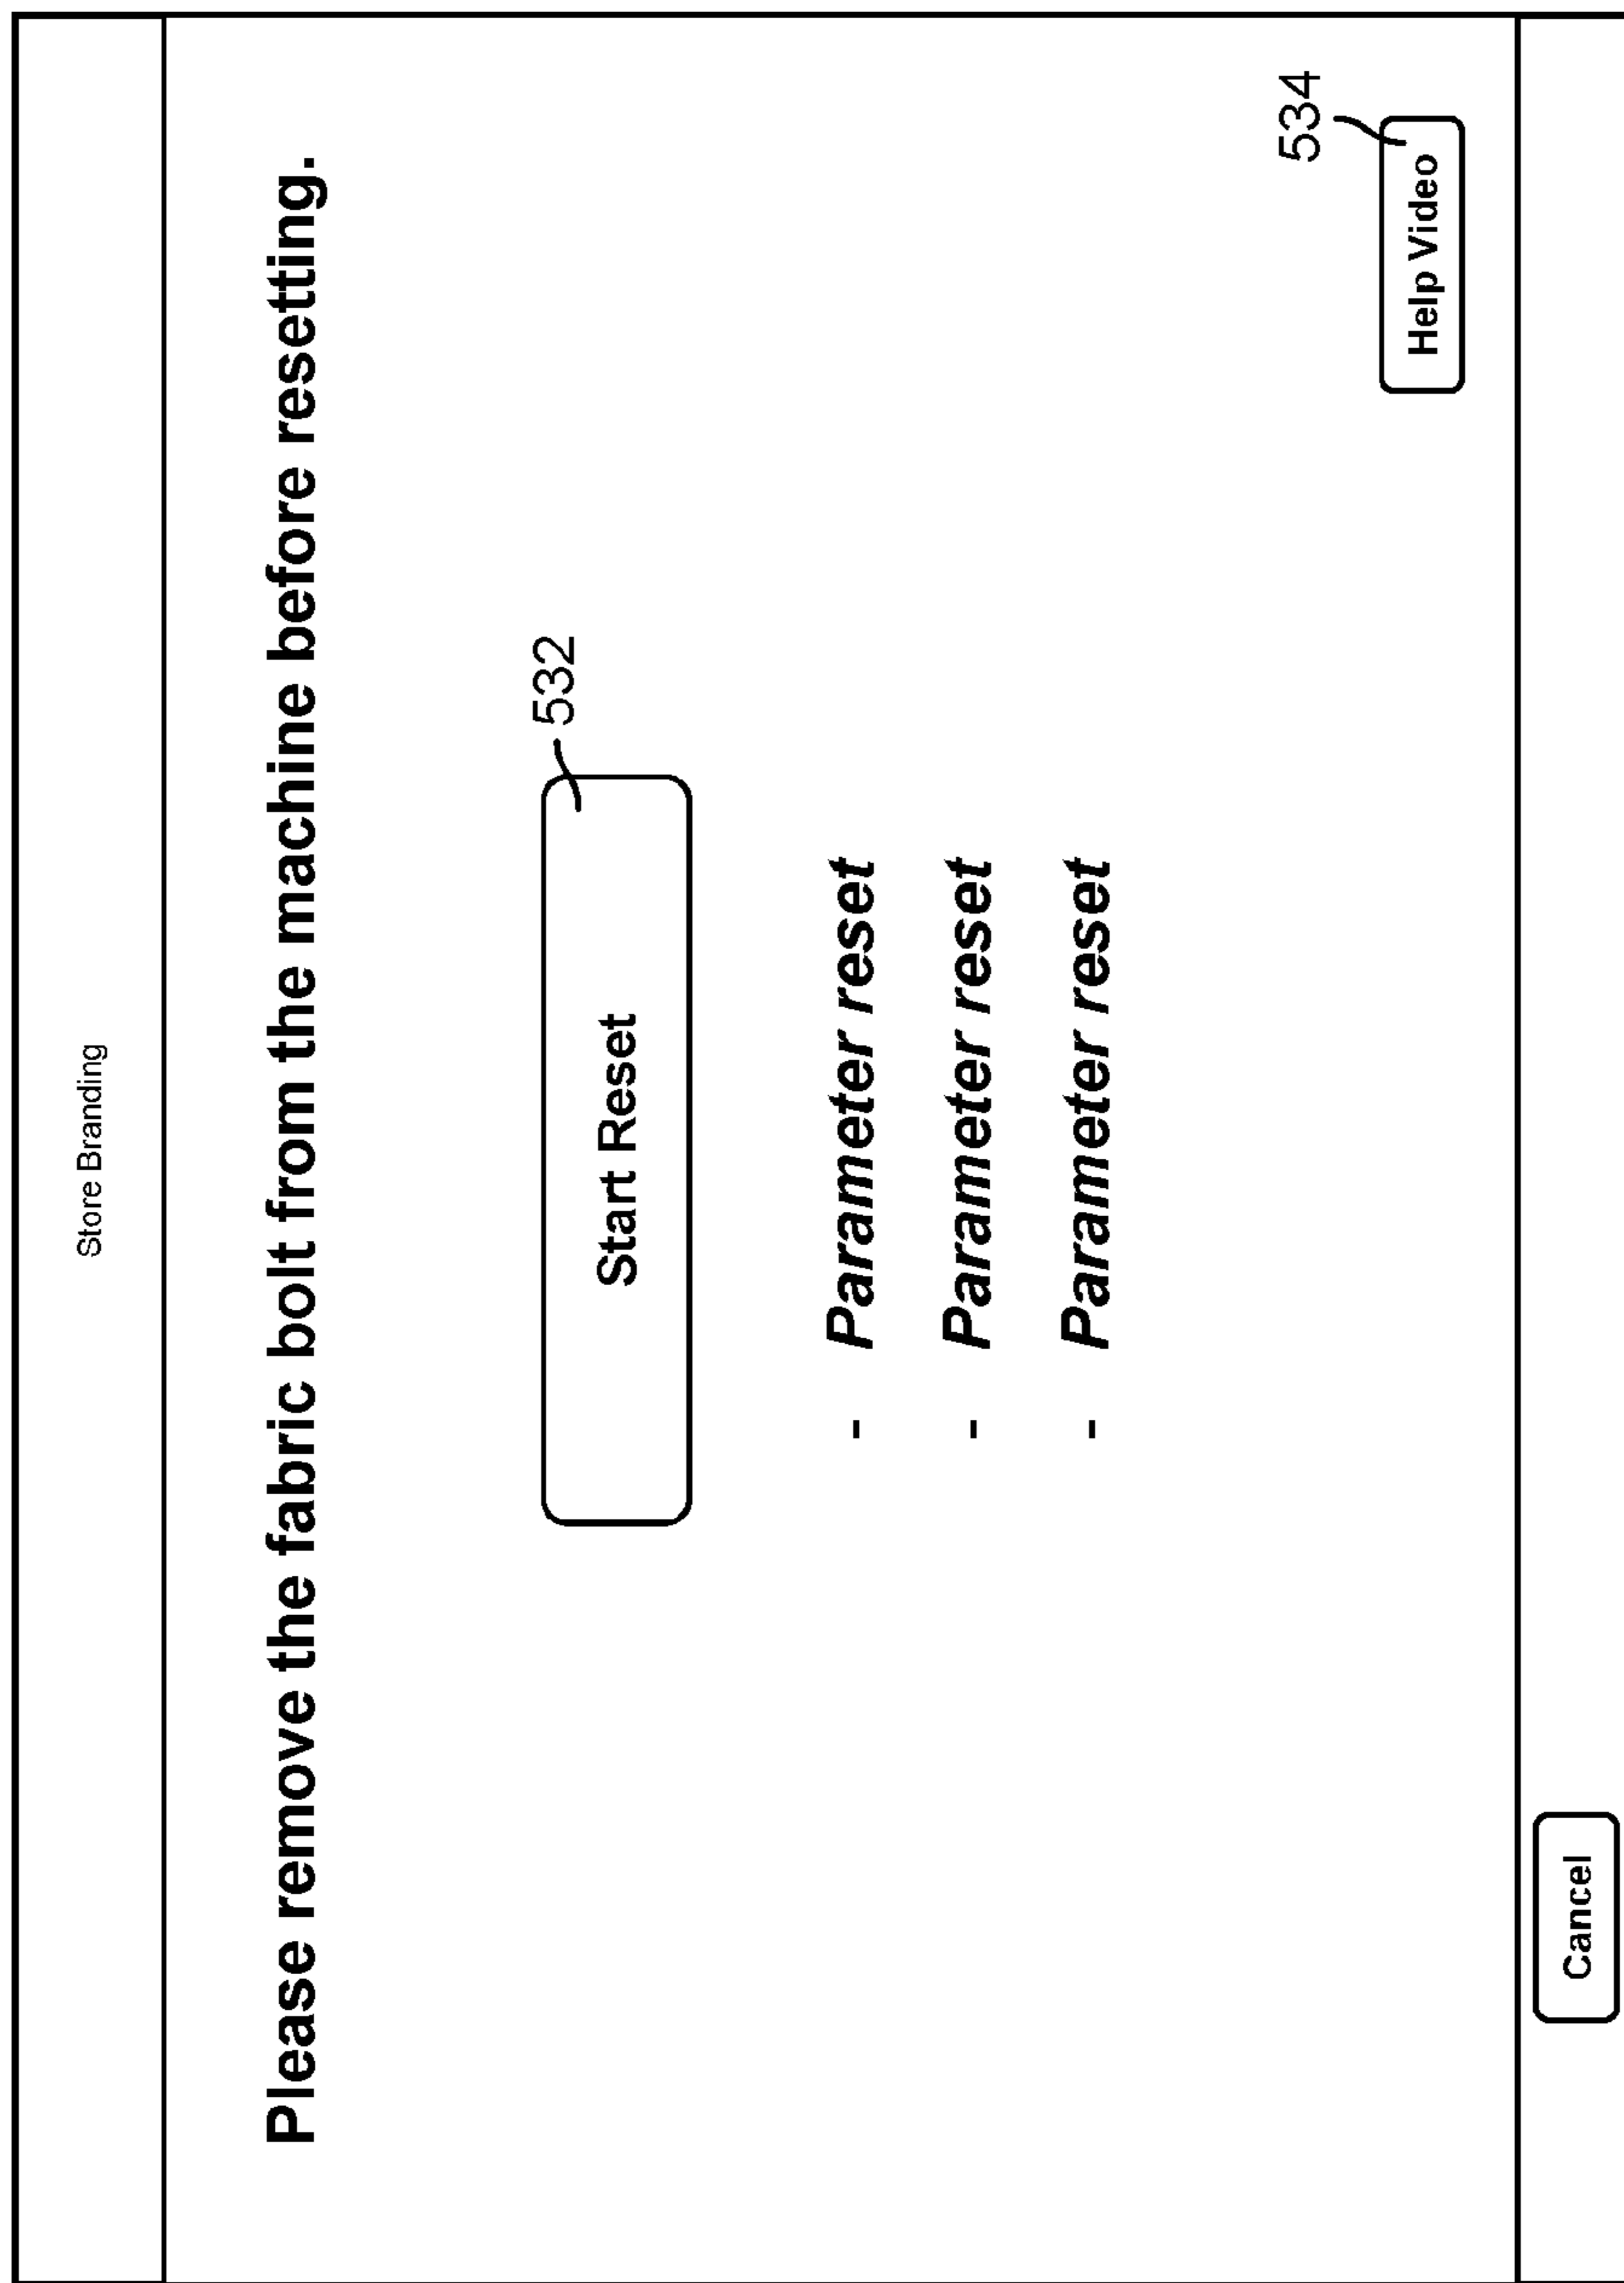 Store Branding
Please remove the fabric bolt from the machine before resetting.
532
Start Reset
- Parameter reset
- Parameter reset
- Parameter reset
534
Help Video
Cancel